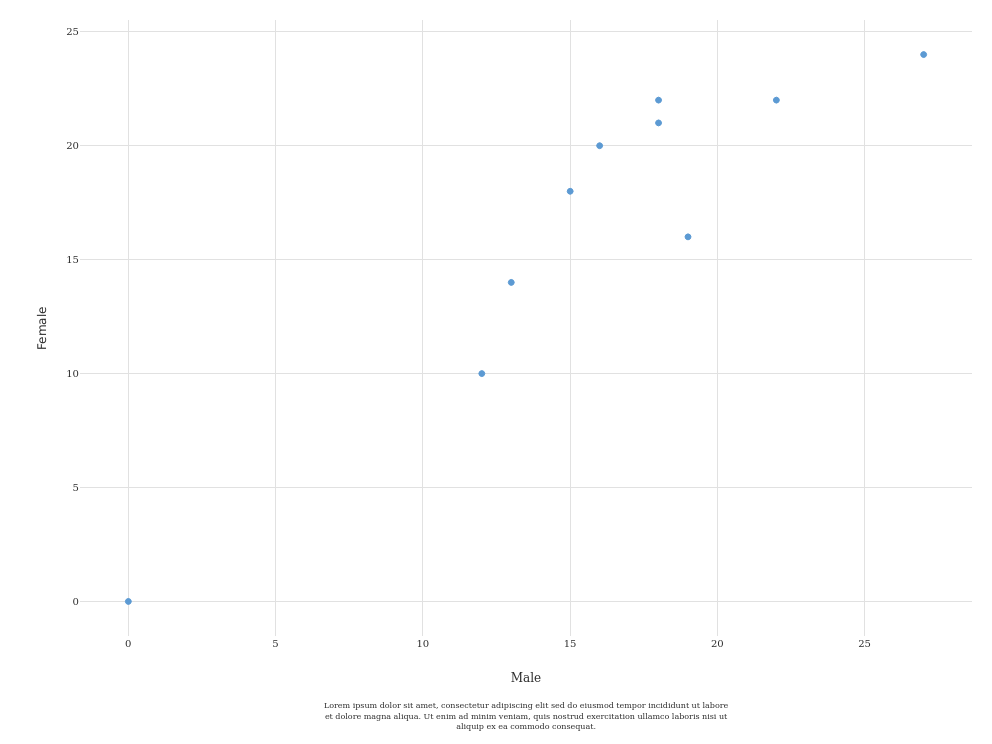 25
20
15
10
5
0
Female
0 5 10 15 20 25
Male
Lorem ipsum dolor sit amet, consectetur adipiscing elit sed do eiusmod tempor incididunt ut labore
et dolore magna aliqua. Ut enim ad minim veniam, quis nostrud exercitation ullamco laboris nisi ut
aliquip ex ea commodo consequat.